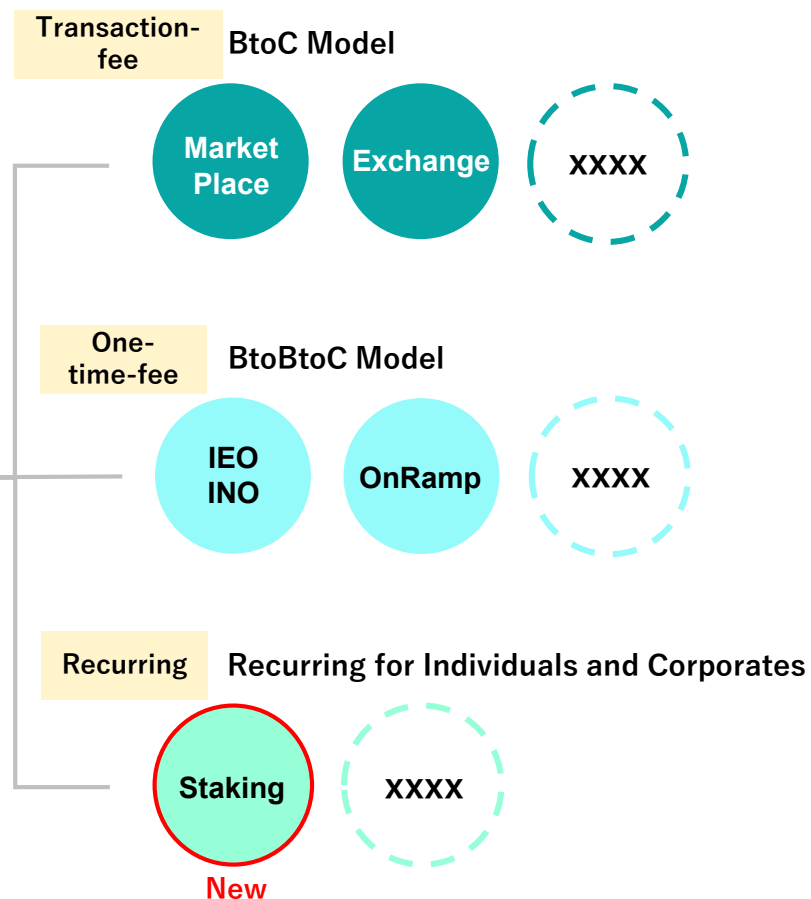 Transaction-
fee
BtoC Model
Market
Place
Exchange
xxxx
One-
time-fee
BtoBtoC Model
IEO
INO
OnRamp
xxxx
Recurring
Recurring for Individuals and Corporates
Staking
xxxx
New